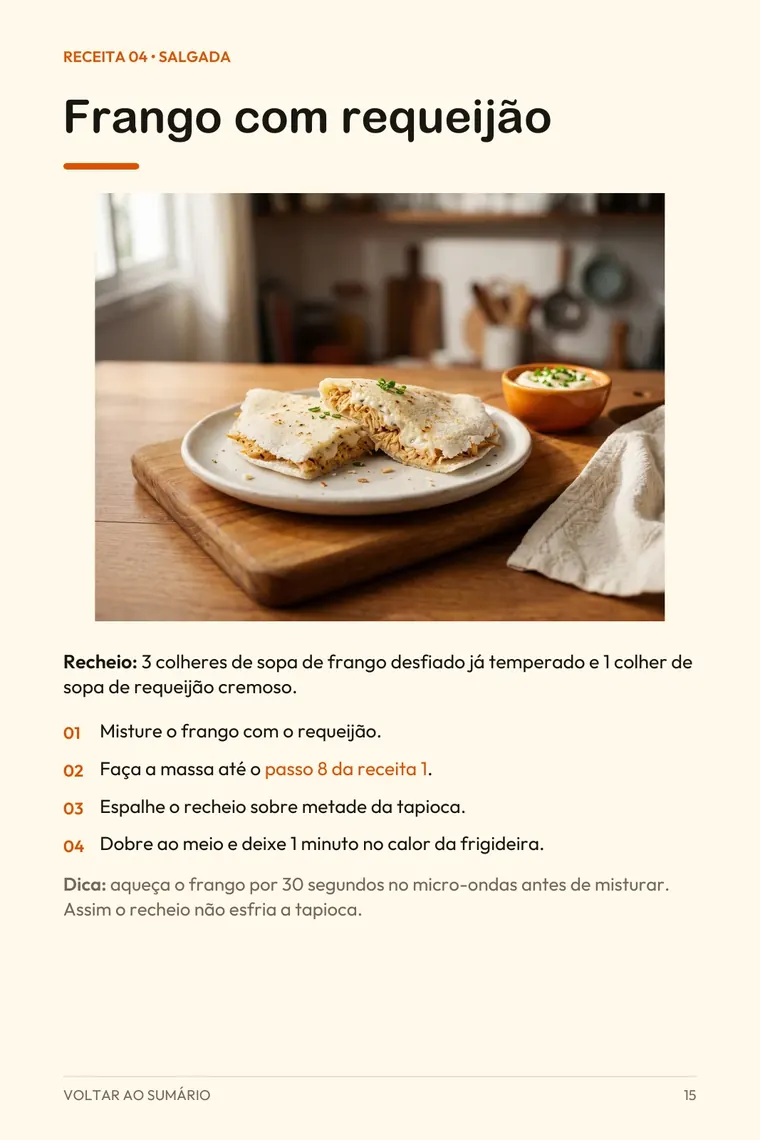 RECEITA 04 • SALGADA
Frango com requeijão
Recheio: 3 colheres de sopa de frango desfiado já temperado e 1 colher de
sopa de requeijão cremoso.
01 Misture o frango com o requeijão.
02 Faça a massa até o passo 8 da receita 1.
03 Espalhe o recheio sobre metade da tapioca.
04 Dobre ao meio e deixe 1 minuto no calor da frigideira.
Dica: aqueça o frango por 30 segundos no micro-ondas antes de misturar.
Assim o recheio não esfria a tapioca.
VOLTAR AO SUMÁRIO 15